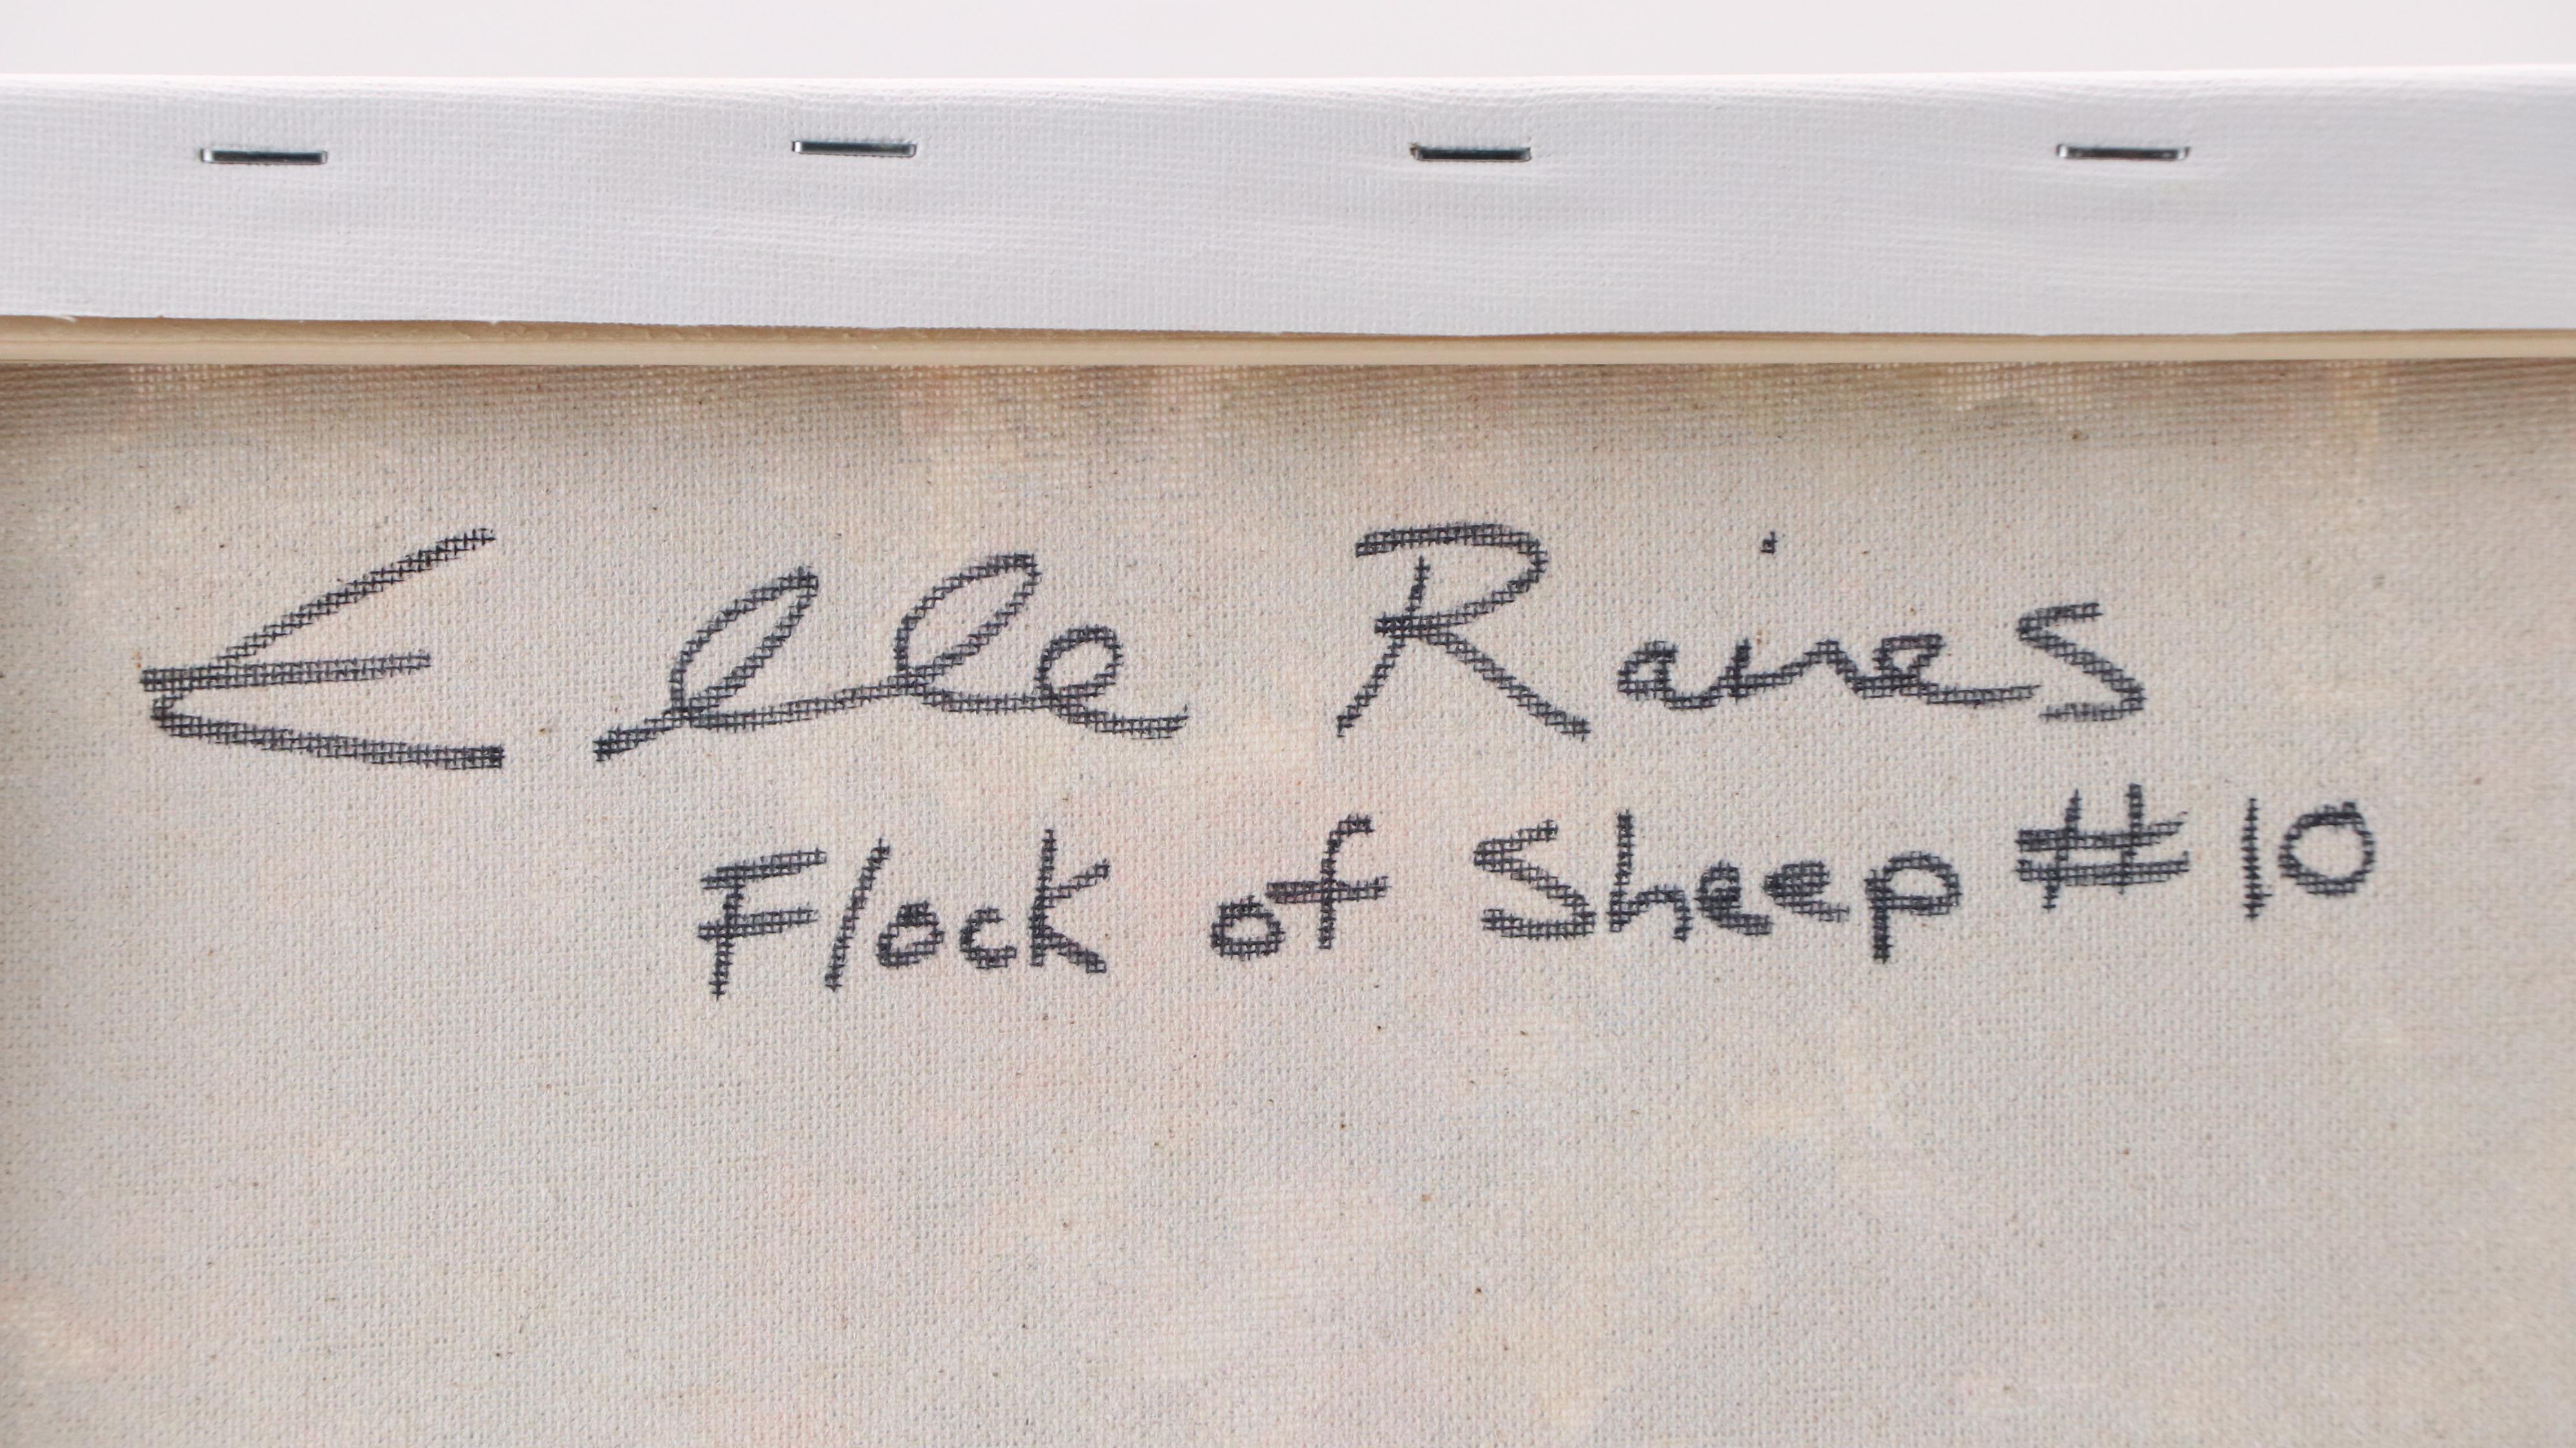 Elle Raines
Flock of Sheep #10